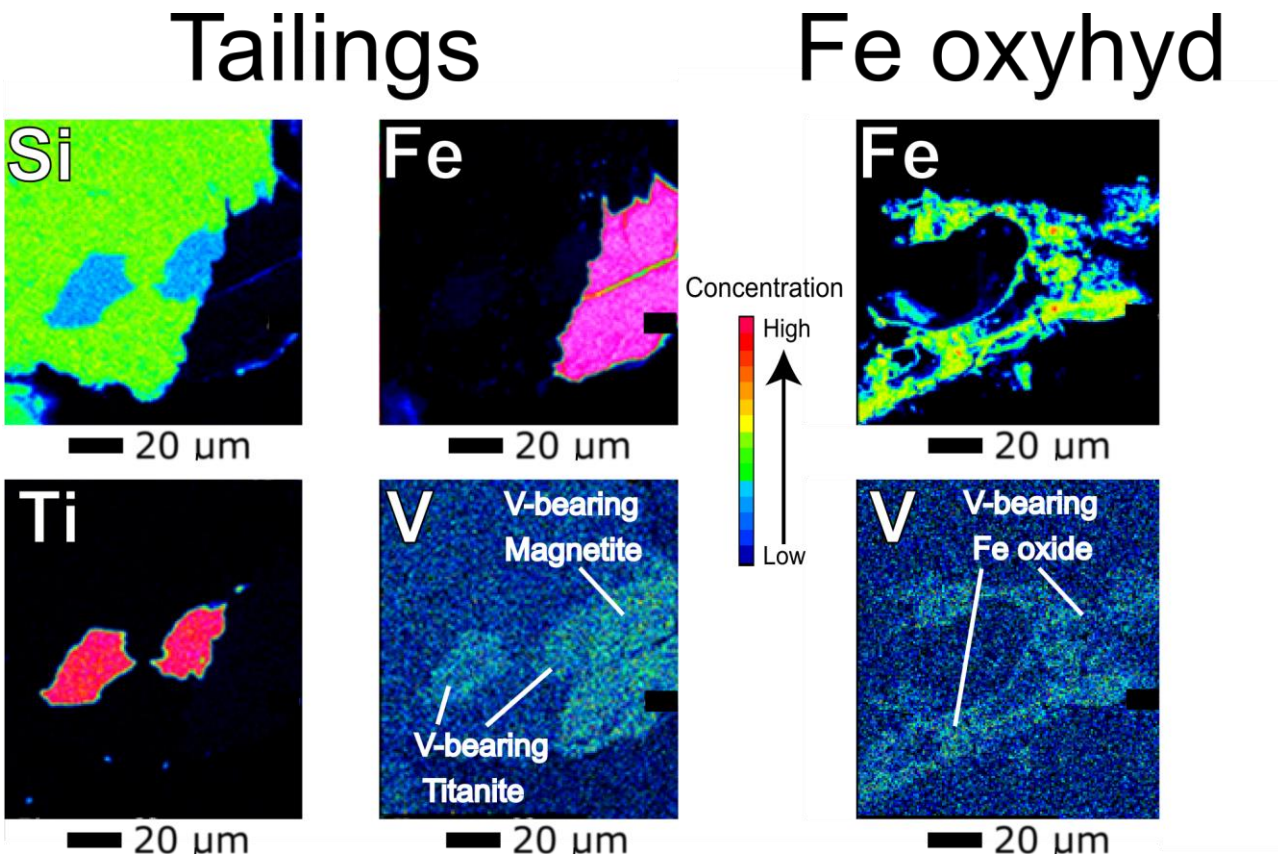 Tailings
Fe oxyhyd
Si
Fe
Fe
Concentration
High
Low
20 µm
20 µm
20 µm
Ti
V
V-bearing
Magnetite
V-bearing
Titanite
V
V-bearing
Fe oxide
20 µm
20 µm
20 µm